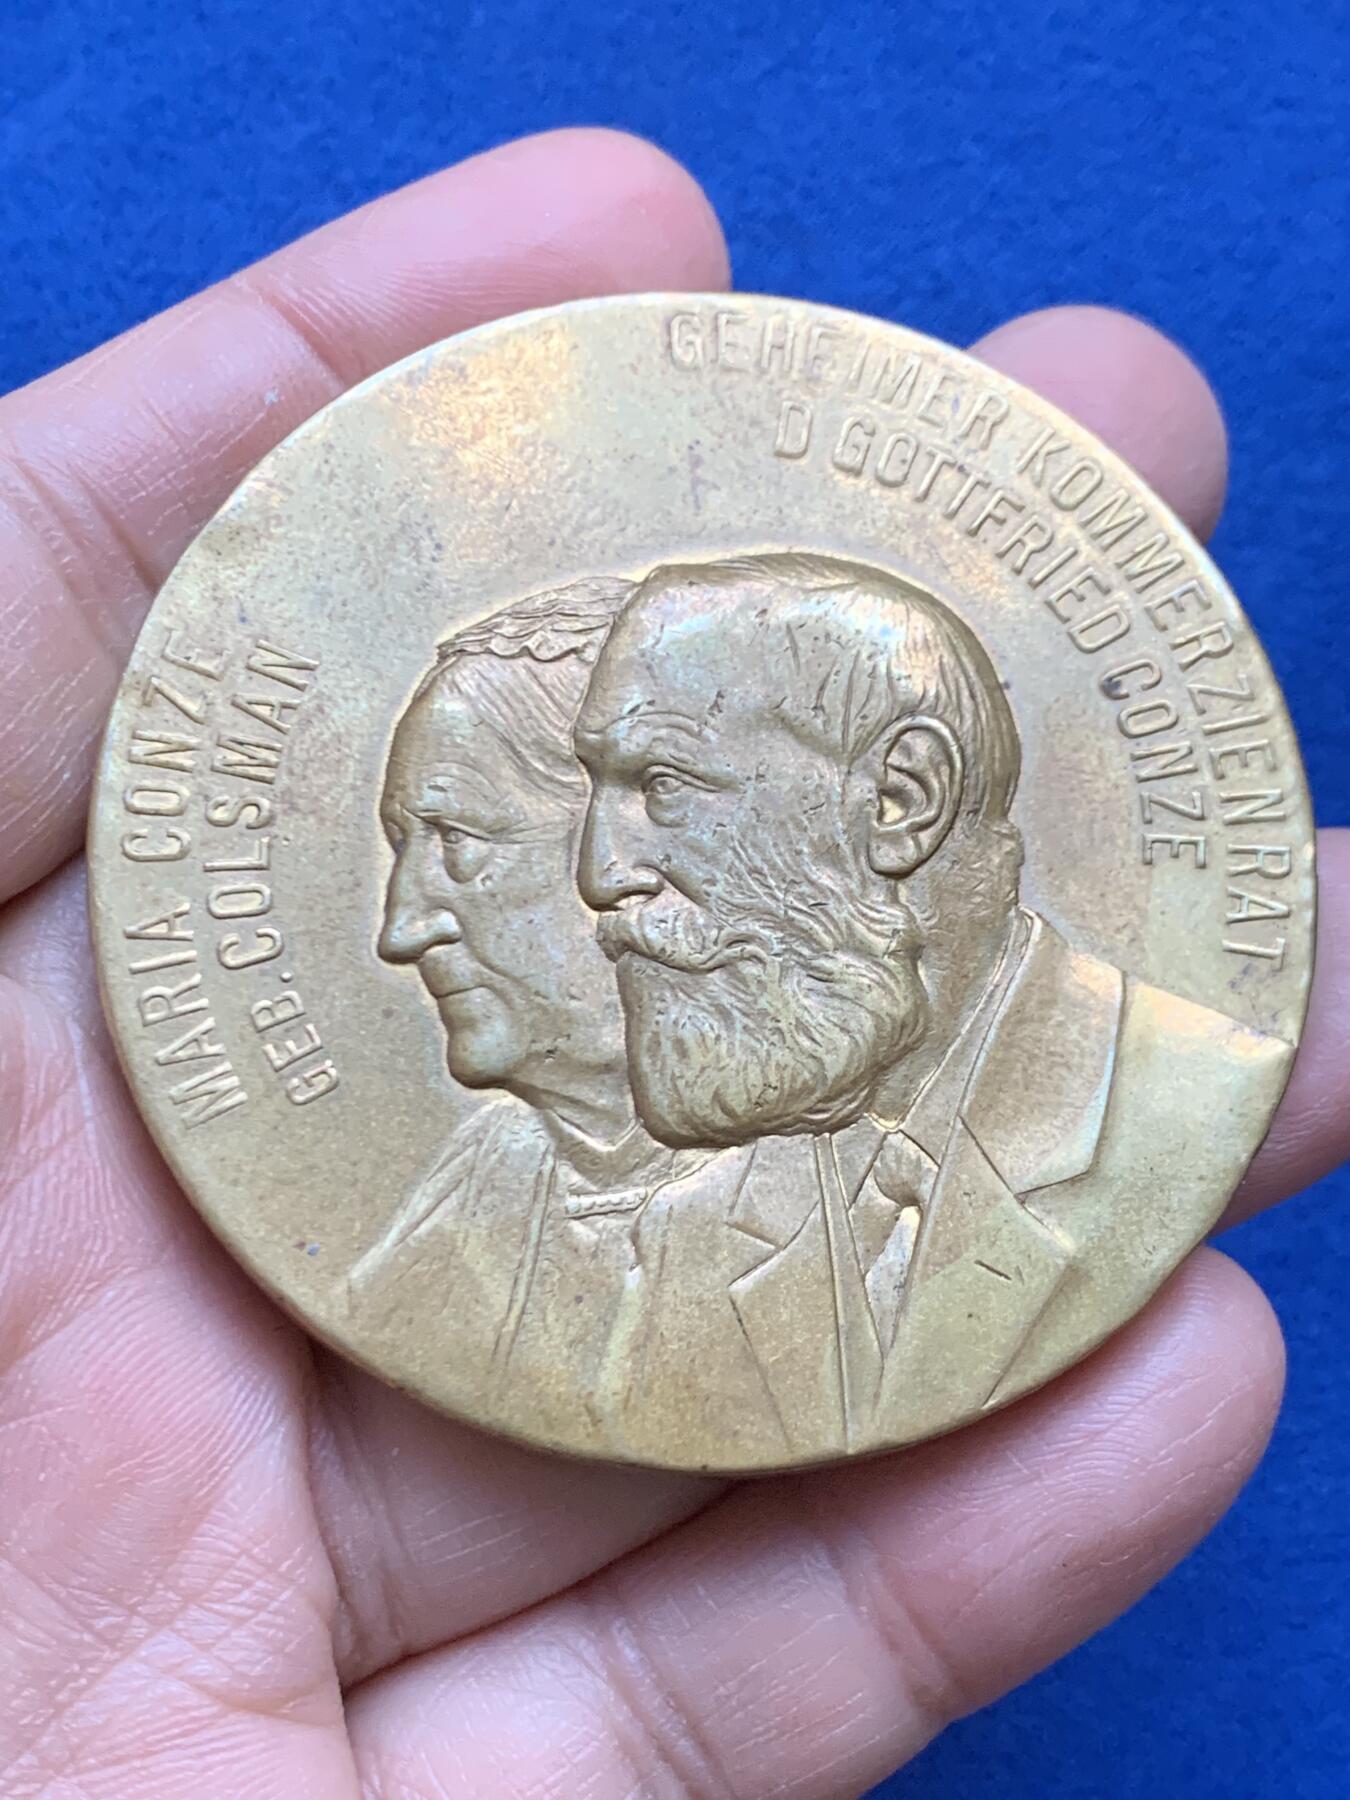 MARIA CONZE
GEB. COLSMAN
GEHEIMER KOMMERZIENRAT
D GOTTFRIED CONZE